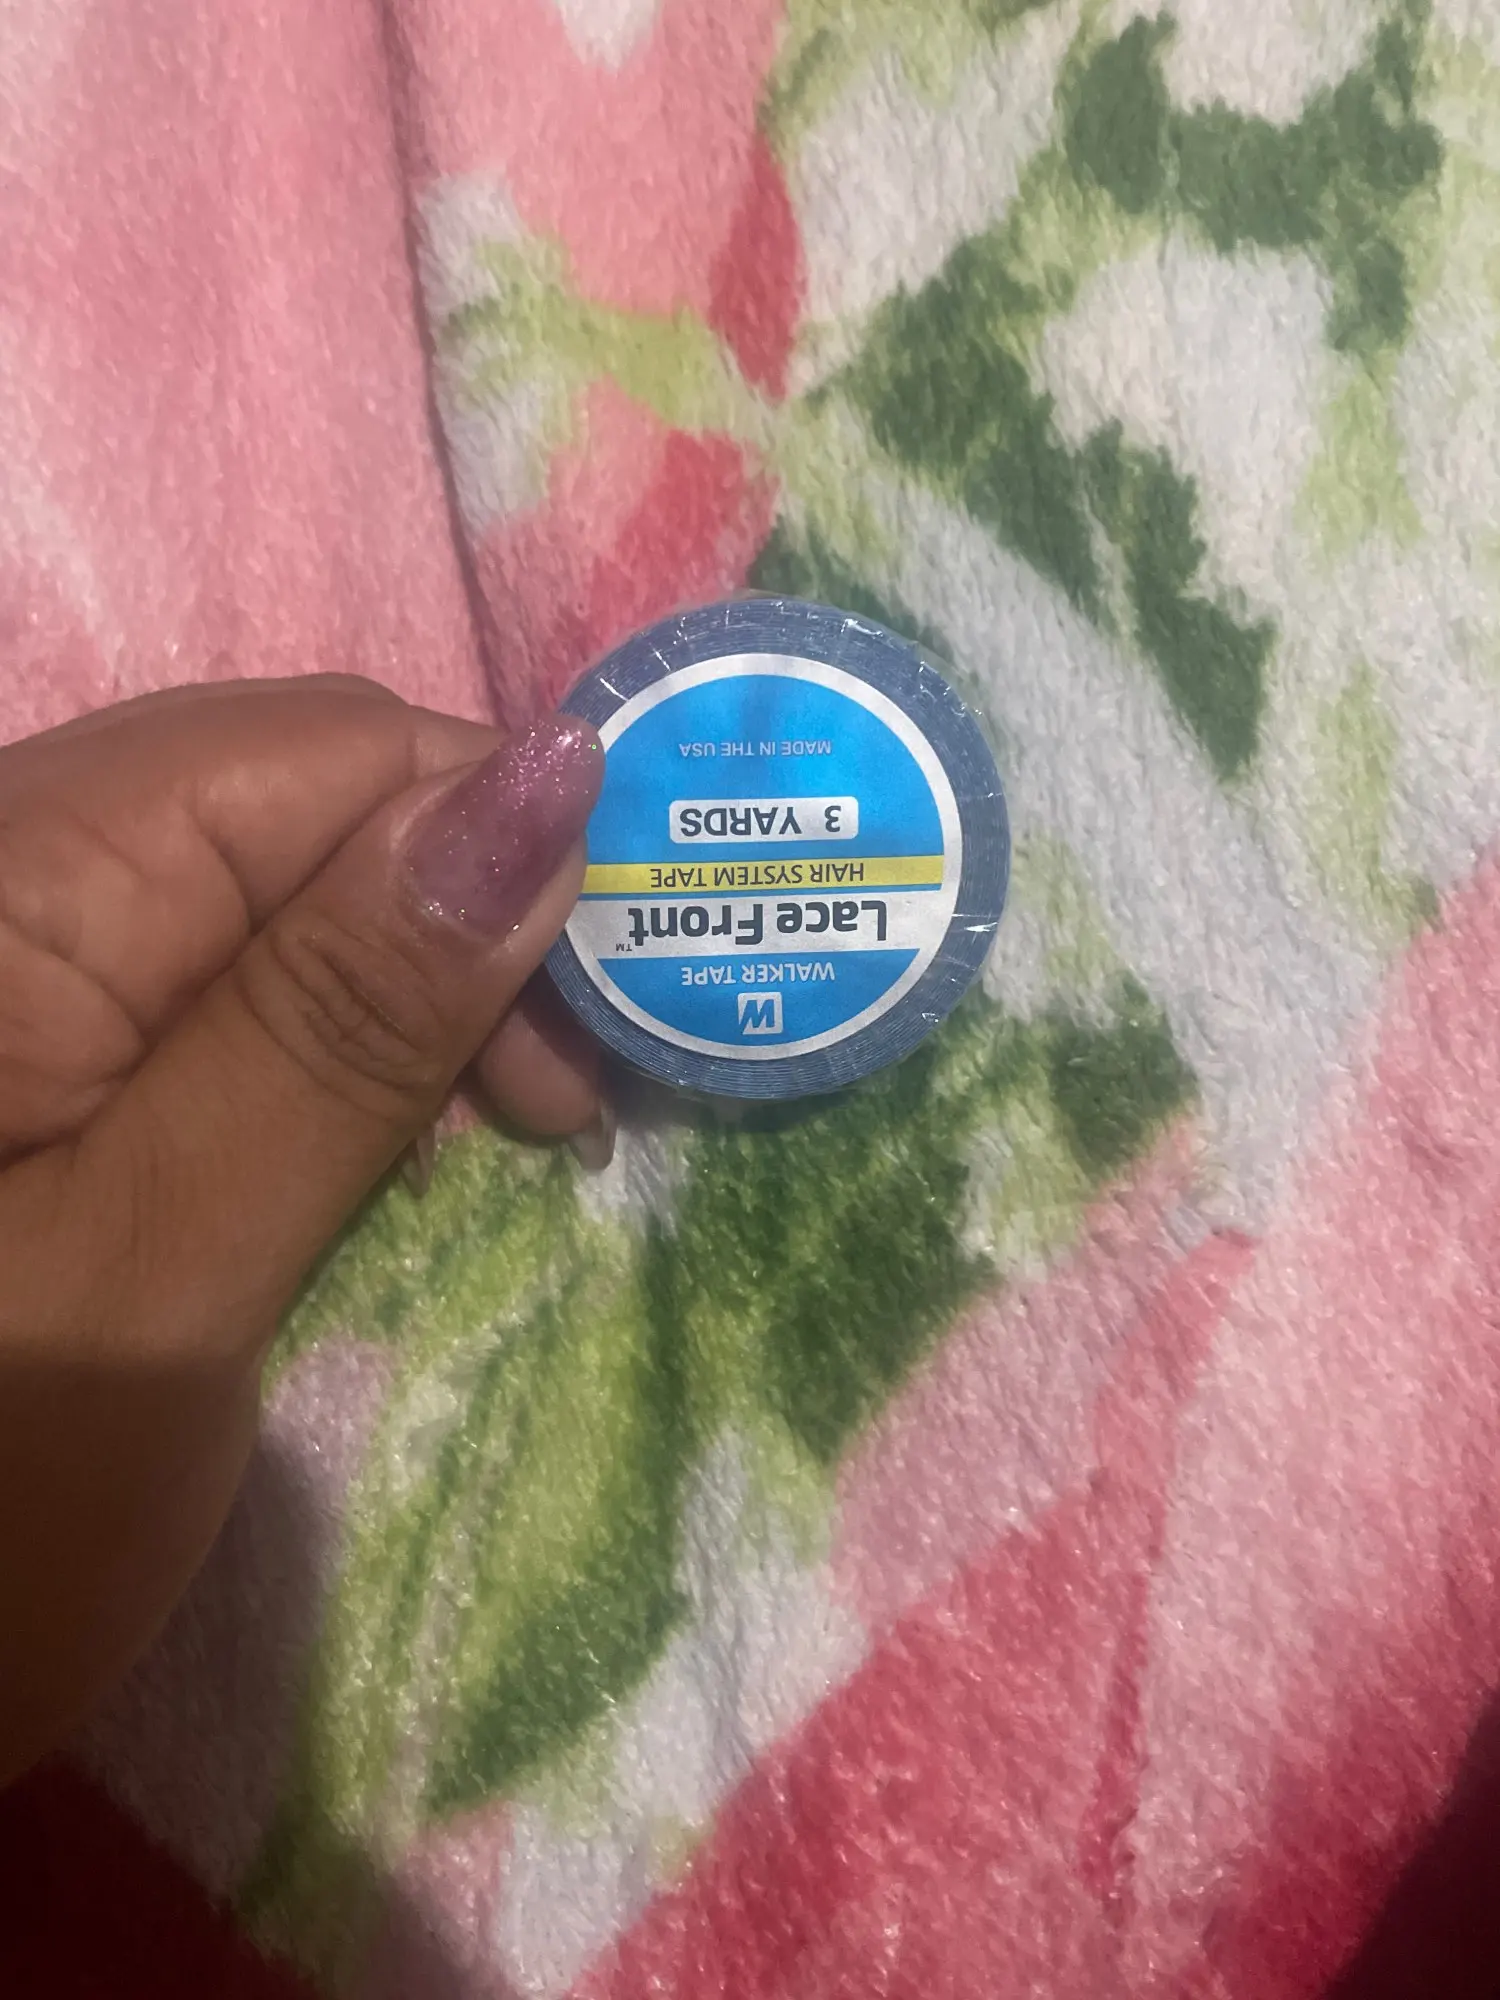 W
WALKER TAPE
Lace Front™
HAIR SYSTEM TAPE
3 YARDS
MADE IN THE USA